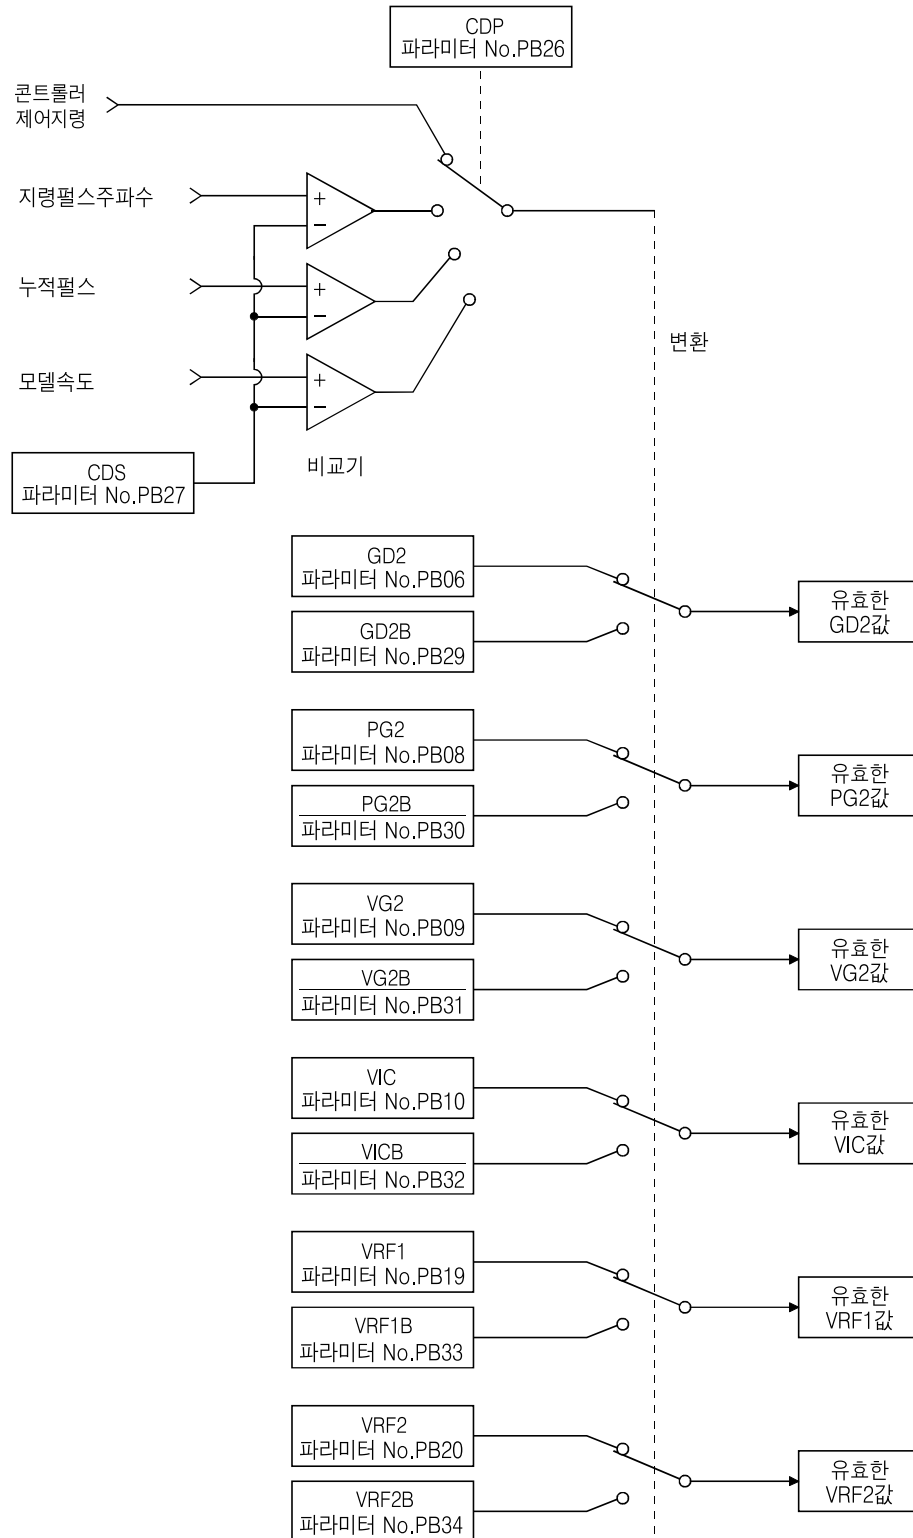 CDP
파라미터 No.PB26
콘트롤러
제어지령
지령펄스주파수
+
−
누적펄스
+
−
변환
모델속도
+
−
비교기
CDS
파라미터 No.PB27
GD2
파라미터 No.PB06
유효한
GD2값
GD2B
파라미터 No.PB29
PG2
파라미터 No.PB08
유효한
PG2값
PG2B
파라미터 No.PB30
VG2
파라미터 No.PB09
유효한
VG2값
VG2B
파라미터 No.PB31
VIC
파라미터 No.PB10
유효한
VIC값
VICB
파라미터 No.PB32
VRF1
파라미터 No.PB19
유효한
VRF1값
VRF1B
파라미터 No.PB33
VRF2
파라미터 No.PB20
유효한
VRF2값
VRF2B
파라미터 No.PB34